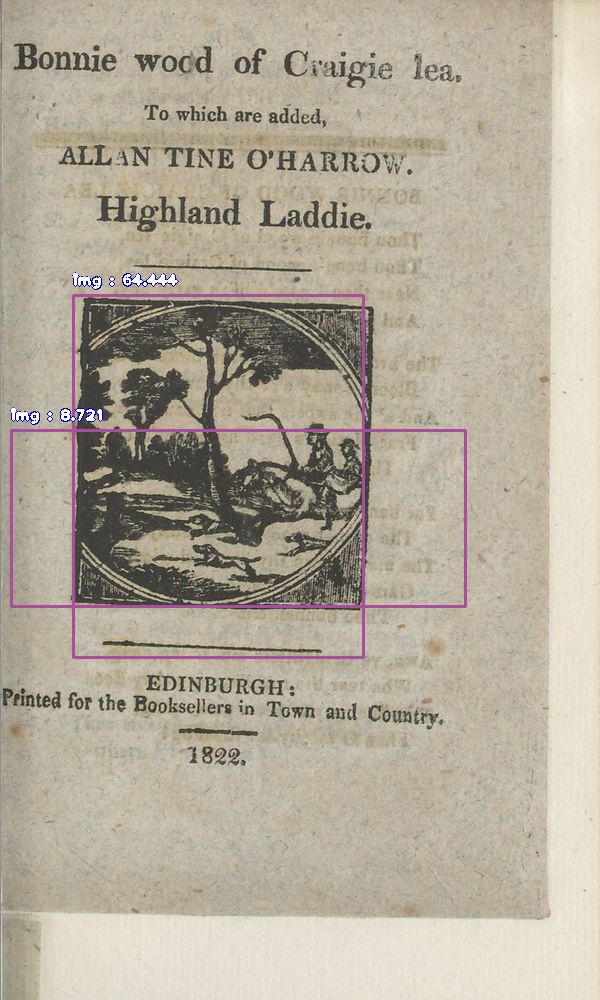 Bonnie wood of Craigie lea.
To which are added,
ALLAN TINE O'HARROW.
Highland Laddie.
Img : 64.444
Img : 8.721
EDINBURGH:
Printed for the Booksellers in Town and Country.
1822.